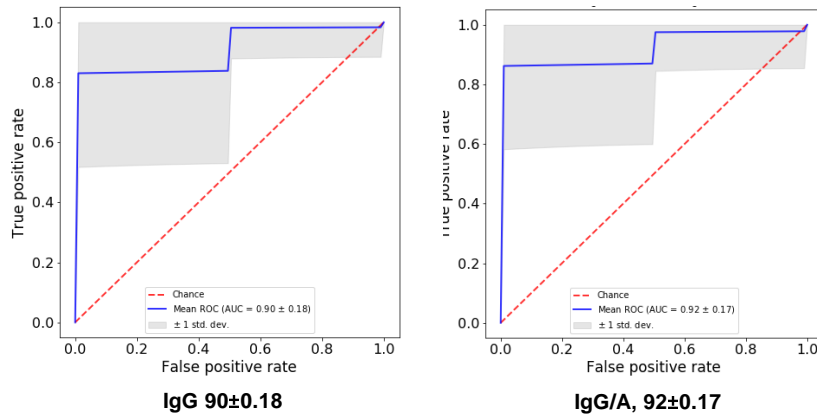 1.0
0.8
0.6
0.4
0.2
0.0
True positive rate
Chance
Mean ROC (AUC = 0.90 ± 0.18)
± 1 std. dev.
0.0 0.2 0.4 0.6 0.8 1.0
False positive rate
IgG 90±0.18
1.0
0.8
0.6
0.4
0.2
0.0
True positive rate
Chance
Mean ROC (AUC = 0.92 ± 0.17)
± 1 std. dev.
0.0 0.2 0.4 0.6 0.8 1.0
False positive rate
IgG/A, 92±0.17